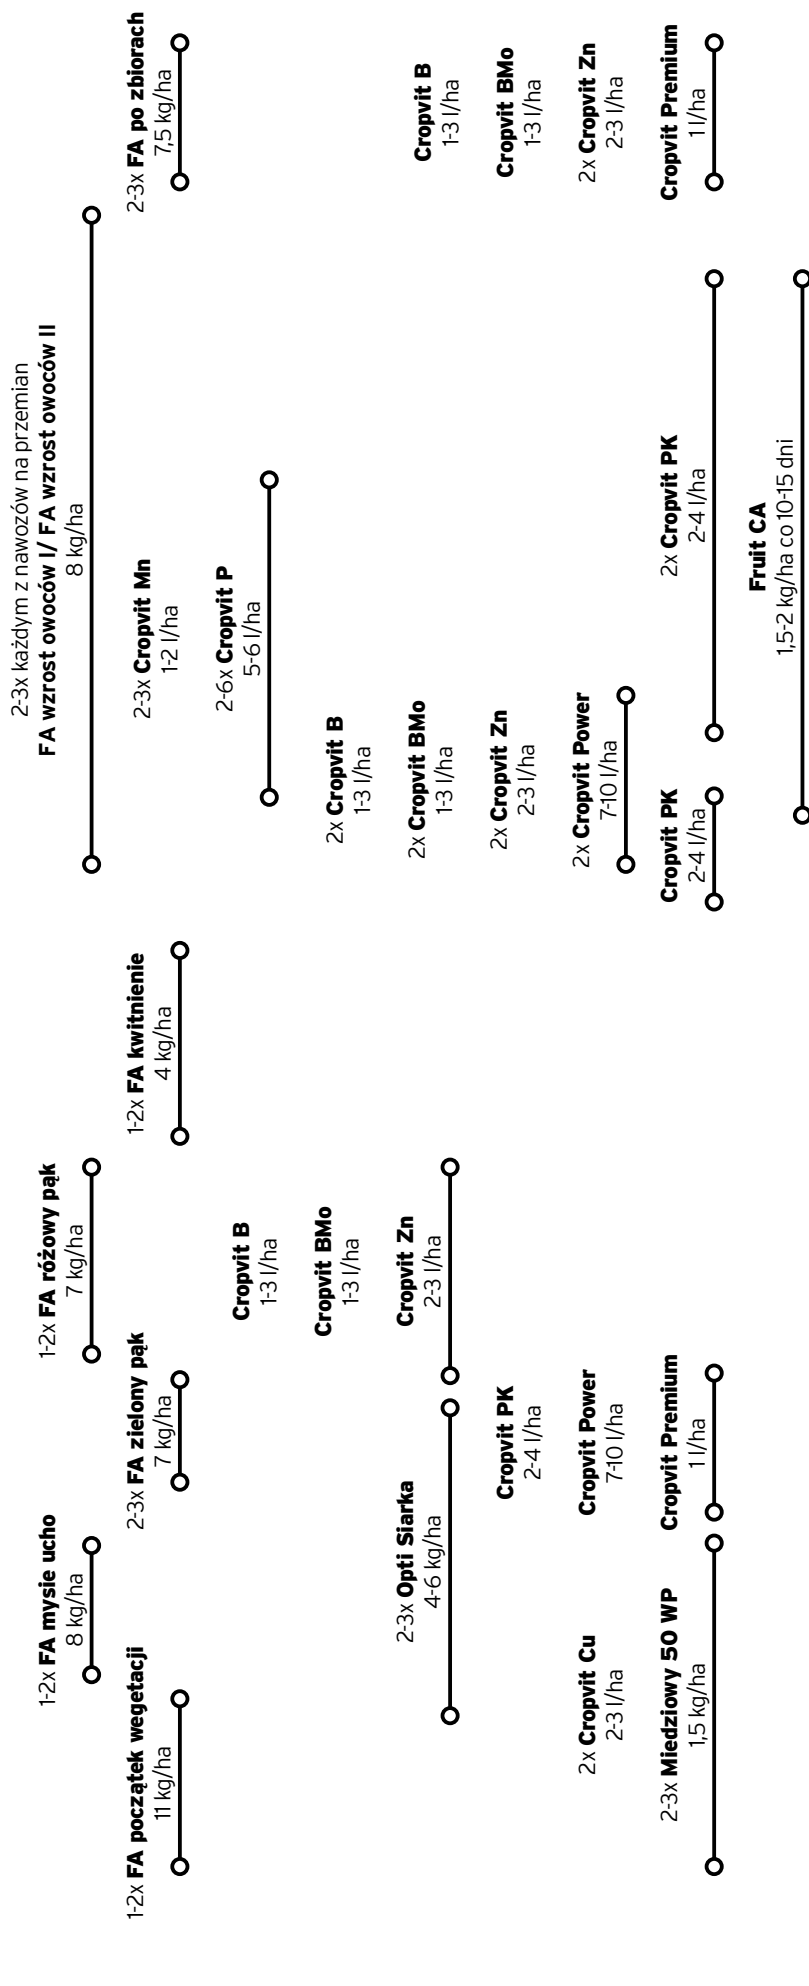 2-3x każdym z nawozów na przemian
FA wzrost owoców I/ FA wzrost owoców II
8 kg/ha
1-2x FA mysie ucho
8 kg/ha
1-2x FA różowy pąk
7 kg/ha
1-2x FA początek wegetacji
11 kg/ha
2-3x FA zielony pąk
7 kg/ha
1-2x FA kwitnienie
4 kg/ha
2-3x Cropvit Mn
1-2 l/ha
2-3x FA po zbiorach
7,5 kg/ha
Cropvit B
1-3 l/ha
2-6x Cropvit P
5-6 l/ha
Cropvit BMo
1-3 l/ha
2x Cropvit B
1-3 l/ha
2-3x Opti Siarka
4-6 kg/ha
Cropvit Zn
2-3 l/ha
2x Cropvit BMo
1-3 l/ha
Cropvit B
1-3 l/ha
Cropvit PK
2-4 l/ha
2x Cropvit Zn
2-3 l/ha
Cropvit BMo
1-3 l/ha
2x Cropvit Cu
2-3 l/ha
Cropvit Power
7-10 l/ha
2x Cropvit Power
7-10 l/ha
2x Cropvit Zn
2-3 l/ha
2-3x Miedziowy 50 WP
1,5 kg/ha
Cropvit Premium
1 l/ha
Cropvit PK
2-4 l/ha
2x Cropvit PK
2-4 l/ha
Cropvit Premium
1 l/ha
Fruit CA
1,5-2 kg/ha co 10-15 dni